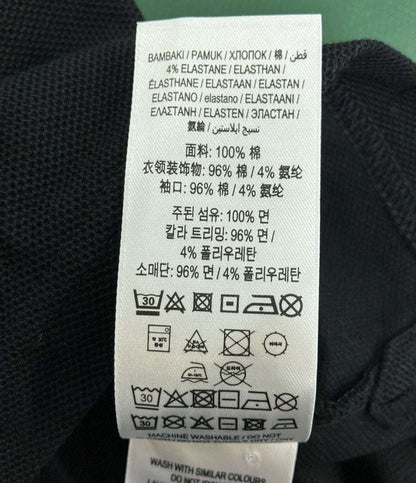 BAMBAKI / PAMUK / ХЛОПОК / 棉 / قطن
4% ELASTANE / ELASTHAN /
ÉLASTHANE / ELASTAAN / ELASTAN /
ELASTANO / elastano / ELASTAANI /
ΕΛΑΣΤΑΝΗ / ELASTEN / ЭЛАСТАН /
氨綸 / نسيج ايلاستين
面料: 100% 棉
衣领装饰物: 96% 棉 / 4% 氨纶
袖口: 96% 棉 / 4% 氨纶
주된 섬유: 100% 면
칼라 트리밍: 96% 면 /
4% 폴리우레탄
소매단: 96% 면 / 4% 폴리우레탄
30
30
30
MACHINE WASHABLE / DO NOT
WASH WITH SIMILAR COLOURS